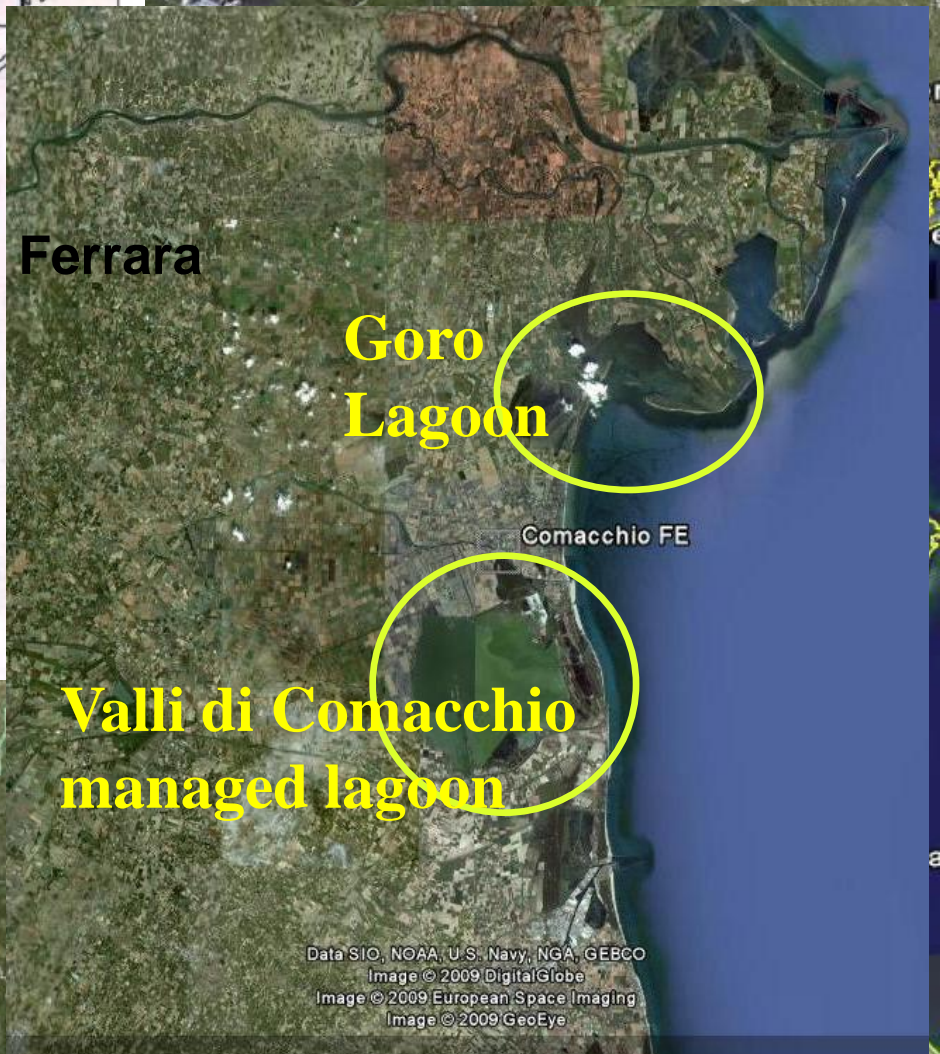 Ferrara
Goro
Lagoon
Comacchio FE
Valli di Comacchio
managed lagoon
Data SIO, NOAA, U.S. Navy, NGA, GEBCO
Image © 2009 DigitalGlobe
Image © 2009 European Space Imaging
Image © 2009 GeoEye